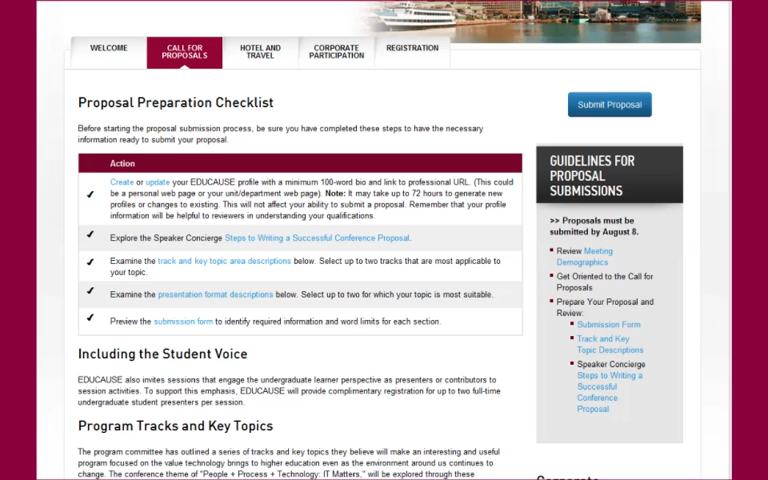 WELCOME
CALL FOR
PROPOSALS
HOTEL AND
TRAVEL
CORPORATE
PARTICIPATION
REGISTRATION
Proposal Preparation Checklist
Before starting the proposal submission process, be sure you have completed these steps to have the necessary
information ready to submit your proposal.
Action
Create or update your EDUCAUSE profile with a minimum 100-word bio and link to professional URL. (This could
be a personal web page or your unit/department web page). Note: It may take up to 72 hours to generate new
profiles or changes to existing. This will not affect your ability to submit a proposal. Remember that your profile
information will be helpful to reviewers in understanding your qualifications.
Explore the Speaker Concierge Steps to Writing a Successful Conference Proposal.
Examine the track and key topic area descriptions below. Select up to two tracks that are most applicable to
your topic.
Examine the presentation format descriptions below. Select up to two for which your topic is most suitable.
Preview the submission form to identify required information and word limits for each section.
Including the Student Voice
EDUCAUSE also invites sessions that engage the undergraduate learner perspective as presenters or contributors to
session activities. To support this emphasis, EDUCAUSE will provide complimentary registration for up to two full-time
undergraduate student presenters per session.
Program Tracks and Key Topics
The program committee has outlined a series of tracks and key topics they believe will make an interesting and useful
program focused on the value technology brings to higher education even as the environment around us continues to
change. The conference theme of "People + Process + Technology: IT Matters," will be explored through these
Submit Proposal
GUIDELINES FOR
PROPOSAL
SUBMISSIONS
>> Proposals must be
submitted by August 8.
Review Meeting
Demographics
Get Oriented to the Call for
Proposals
Prepare Your Proposal and
Review:
Submission Form
Track and Key
Topic Descriptions
Speaker Concierge
Steps to Writing a
Successful
Conference
Proposal
Corporate